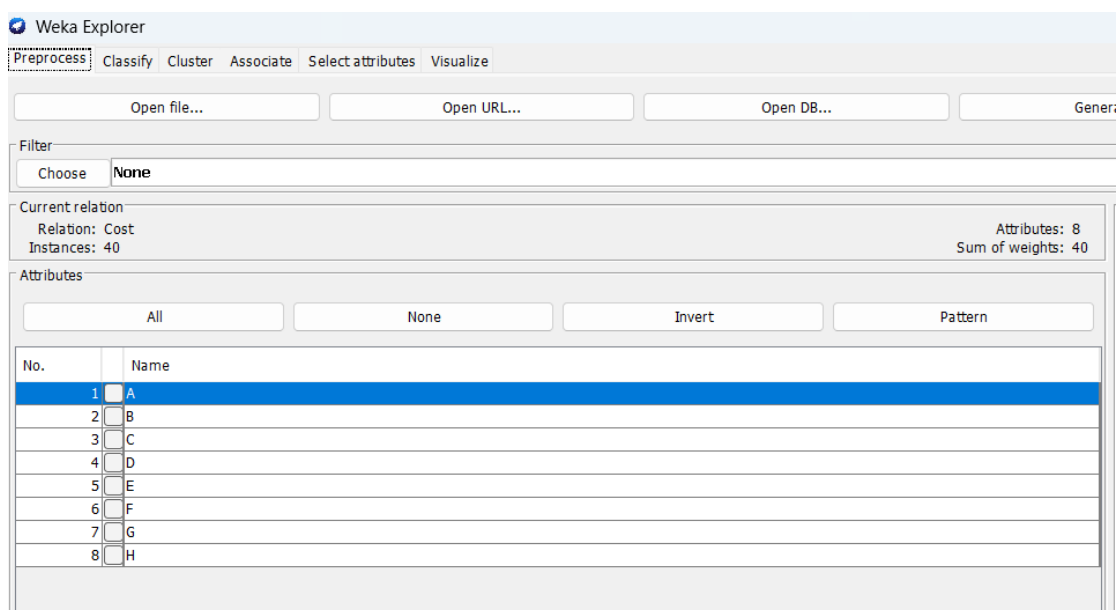 Weka Explorer
Preprocess Classify Cluster Associate Select attributes Visualize
Open file... Open URL... Open DB... Gener
Filter
Choose None
Current relation
Relation: Cost Attributes: 8
Instances: 40 Sum of weights: 40
Attributes
All None Invert Pattern
No. Name
1 A
2 B
3 C
4 D
5 E
6 F
7 G
8 H